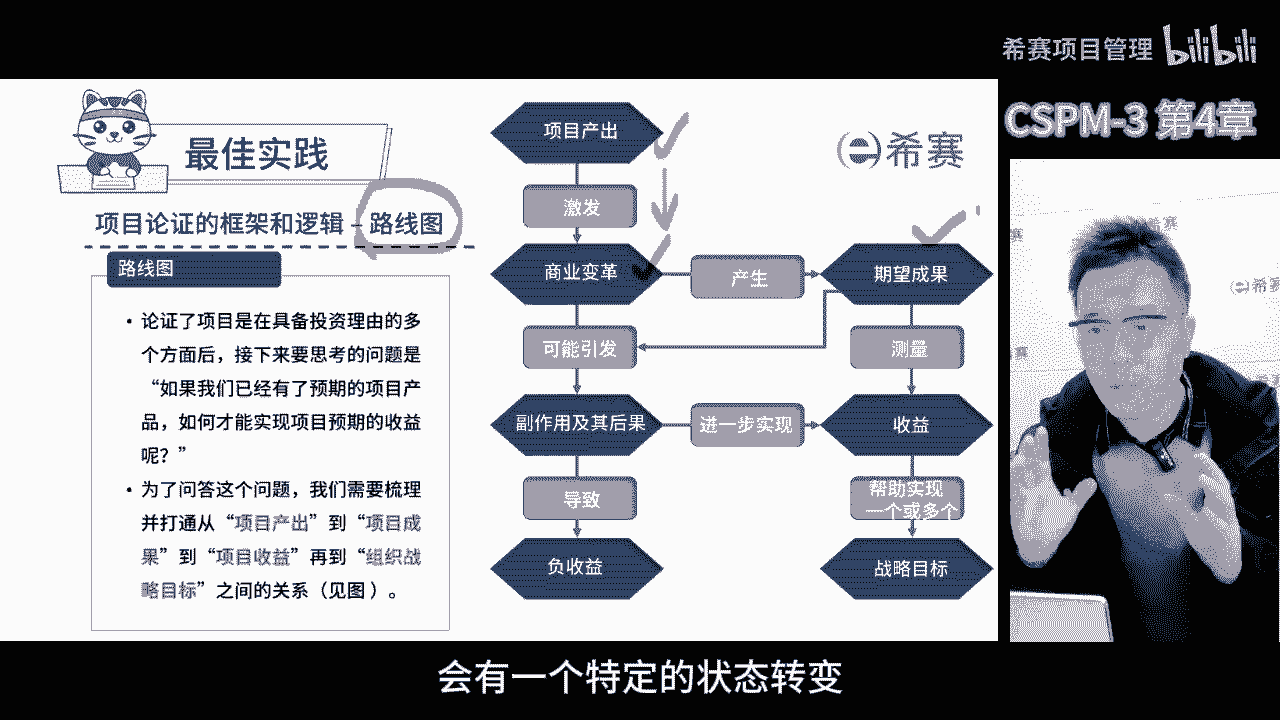 希赛项目管理 bilibili
CSPM-3 第4章
最佳实践
希赛
项目论证的框架和逻辑 - 路线图
路线图
• 论证了项目是在具备投资理由的多
个方面后，接下来要思考的问题是
“如果我们已经有了预期的项目产
品，如何才能实现项目预期的收益
呢？”
• 为了问答这个问题，我们需要梳理
并打通从“项目产出”到“项目成
果”到“项目收益”再到“组织战
略目标”之间的关系（见图）。
项目产出
激发
商业变革
产生
期望成果
可能引发
测量
副作用及其后果
进一步实现
收益
导致
帮助实现
一个或多个
负收益
战略目标
会有一个特定的状态转变